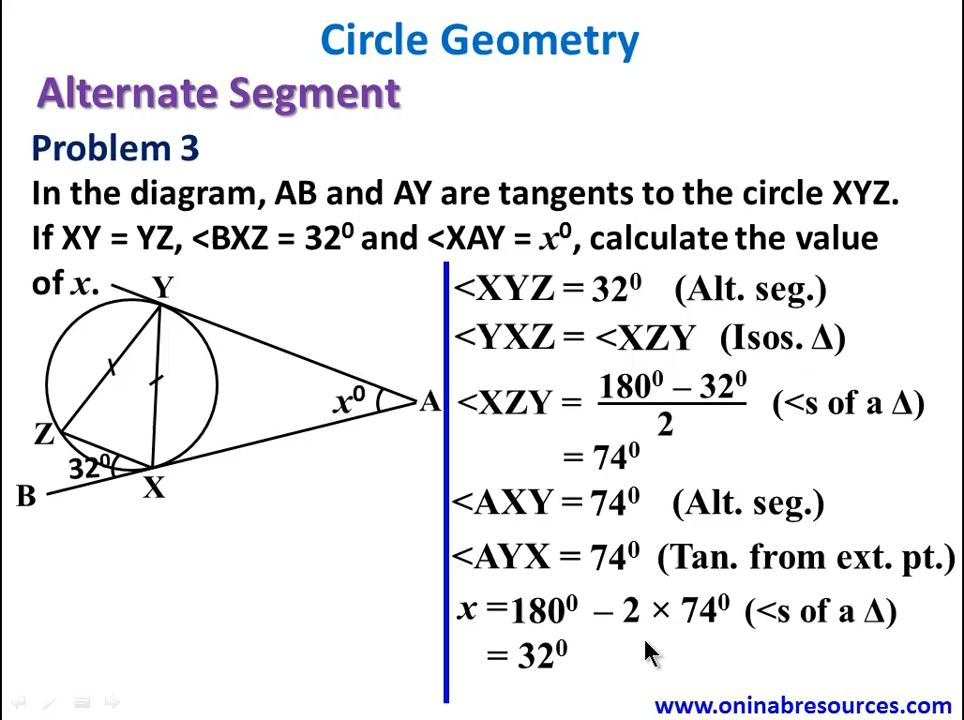 Circle Geometry
Alternate Segment
Problem 3
In the diagram, AB and AY are tangents to the circle XYZ.
If XY = YZ, <BXZ = 32⁰ and <XAY = x⁰, calculate the value
of x.
Y
x⁰
A
Z
32⁰
B
X
<XYZ = 32⁰ (Alt. seg.)
<YXZ = <XZY (Isos. Δ)
<XZY = (180⁰ – 32⁰)/2 (<s of a Δ)
= 74⁰
<AXY = 74⁰ (Alt. seg.)
<AYX = 74⁰ (Tan. from ext. pt.)
x = 180⁰ – 2 × 74⁰ (<s of a Δ)
= 32⁰
www.oninabresources.com